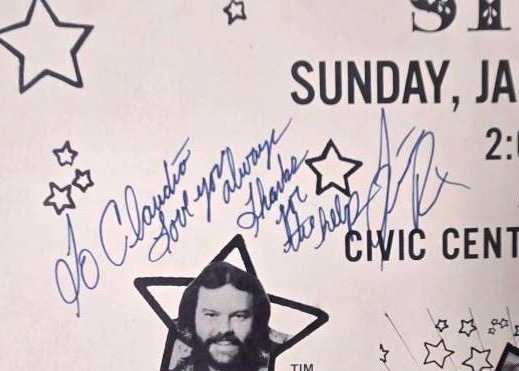 SUNDAY, JA
2:
To Claudio
Love you always
Thanks
for
the help
CIVIC CENT
TIM